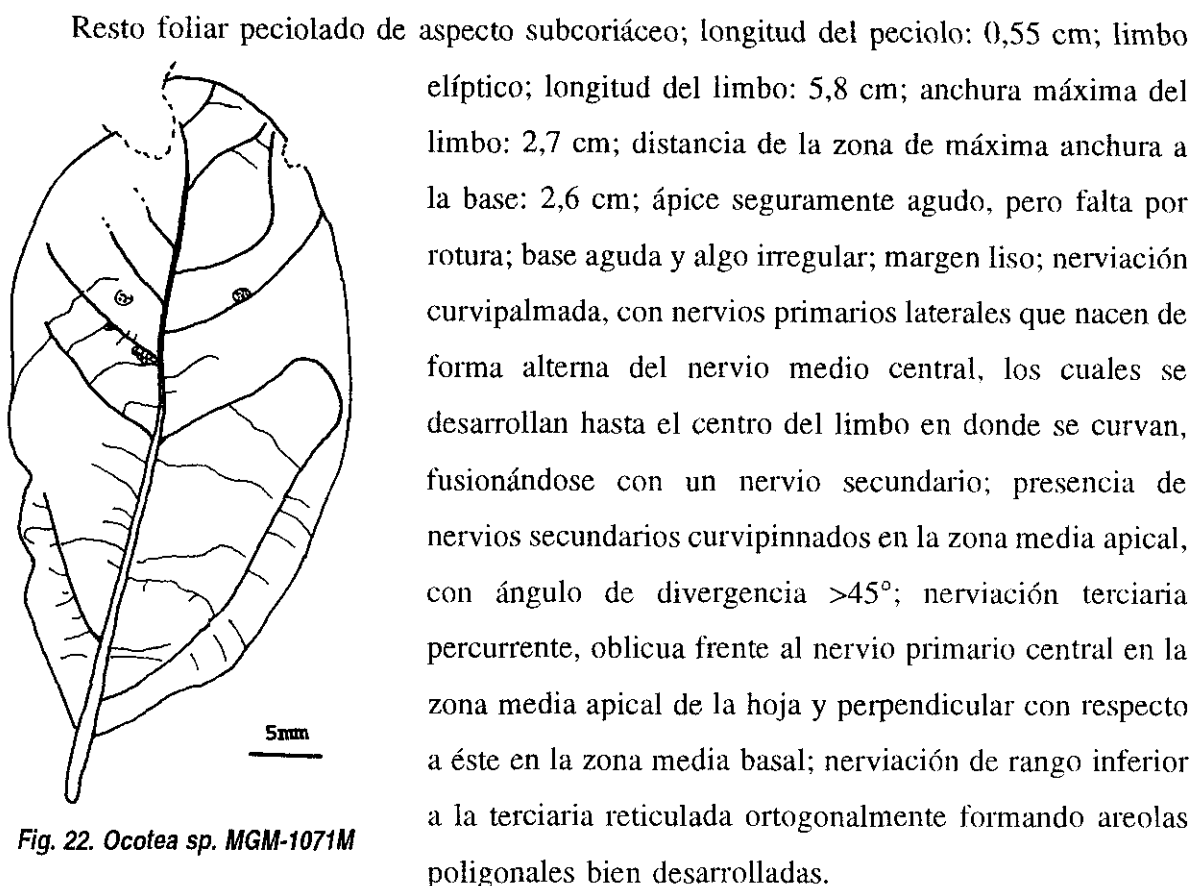 Resto foliar peciolado de aspecto subcoriáceo; longitud del peciolo: 0,55 cm; limbo
elíptico; longitud del limbo: 5,8 cm; anchura máxima del
limbo: 2,7 cm; distancia de la zona de máxima anchura a
la base: 2,6 cm; ápice seguramente agudo, pero falta por
rotura; base aguda y algo irregular; margen liso; nerviación
curvipalmada, con nervios primarios laterales que nacen de
forma alterna del nervio medio central, los cuales se
desarrollan hasta el centro del limbo en donde se curvan,
fusionándose con un nervio secundario; presencia de
nervios secundarios curvipinnados en la zona media apical,
con ángulo de divergencia >45°; nerviación terciaria
percurrente, oblicua frente al nervio primario central en la
zona media apical de la hoja y perpendicular con respecto
a éste en la zona media basal; nerviación de rango inferior
a la terciaria reticulada ortogonalmente formando areolas
poligonales bien desarrolladas.
5mm
Fig. 22. Ocotea sp. MGM-1071M